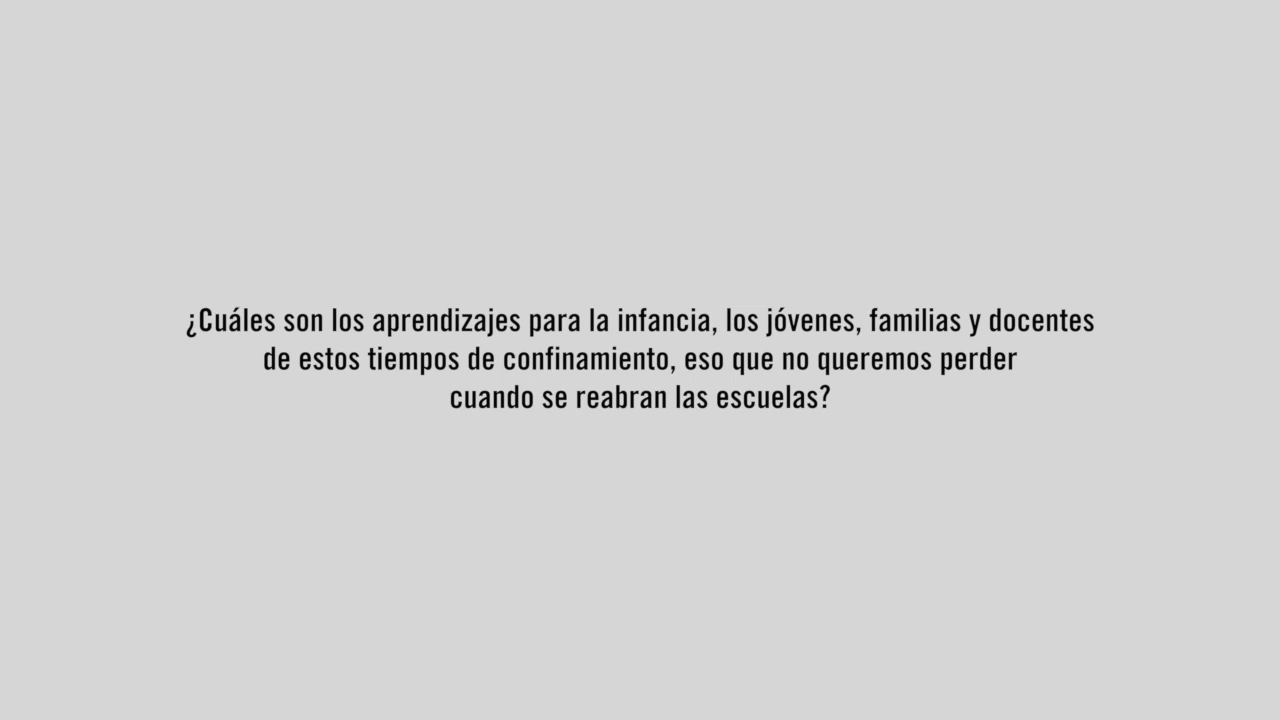 ¿Cuáles son los aprendizajes para la infancia, los jóvenes, familias y docentes
de estos tiempos de confinamiento, eso que no queremos perder
cuando se reabran las escuelas?